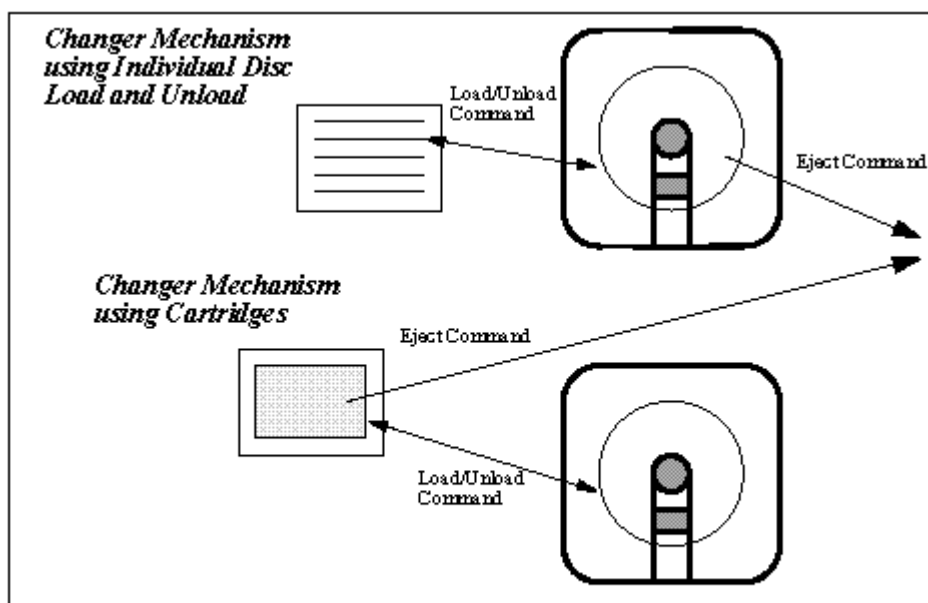 Changer Mechanism
using Individual Disc
Load and Unload
Load/Unload
Command
Eject Command
Changer Mechanism
using Cartridges
Eject Command
Load/Unload
Command